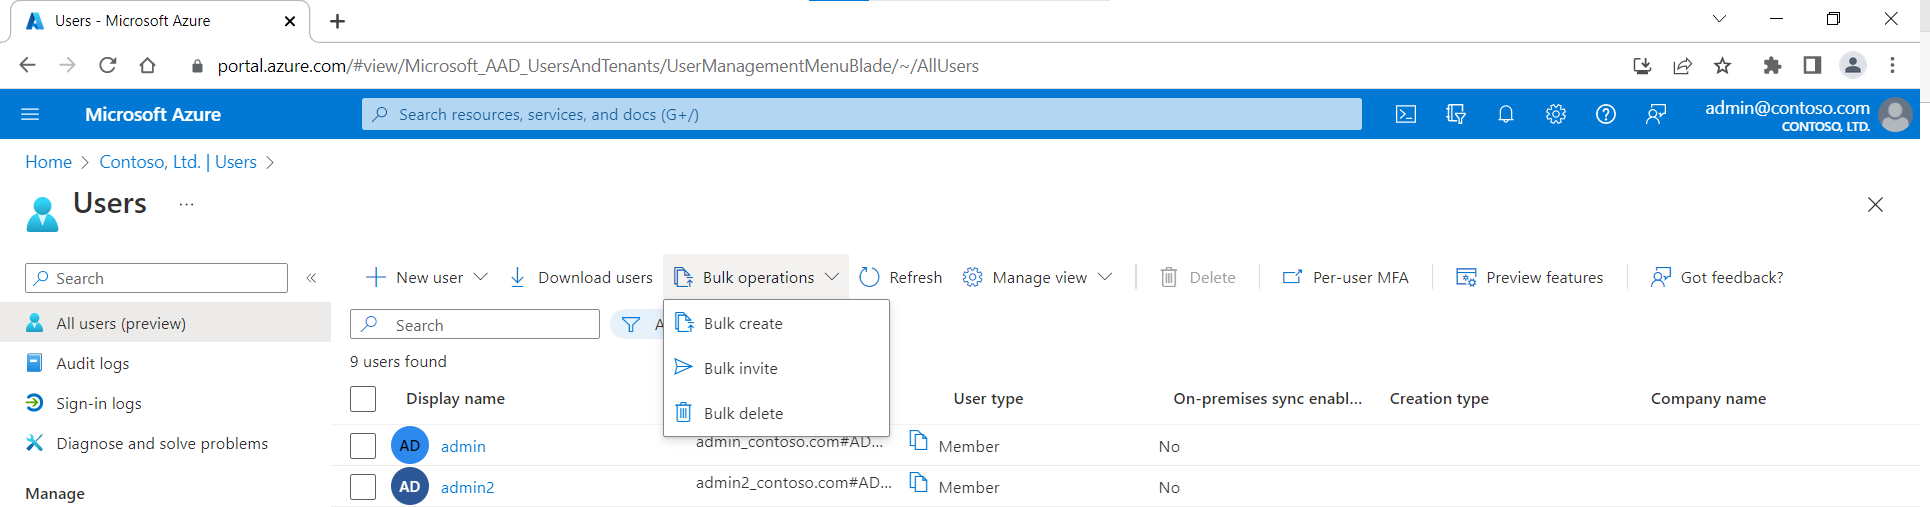 Users - Microsoft Azure
portal.azure.com/#view/Microsoft_AAD_UsersAndTenants/UserManagementMenuBlade/~/AllUsers
Microsoft Azure
Search resources, services, and docs (G+/)
admin@contoso.com
CONTOSO, LTD.
Home > Contoso, Ltd. | Users >
Users ...
Search
New user
Download users
Bulk operations
Refresh
Manage view
Delete
Per-user MFA
Preview features
Got feedback?
All users (preview)
Audit logs
Sign-in logs
Diagnose and solve problems
Manage
Search
A
Bulk create
Bulk invite
Bulk delete
9 users found
Display name User type On-premises sync enabl... Creation type Company name
AD admin admin_contoso.com#AD... Member No
AD admin2 admin2_contoso.com#AD... Member No